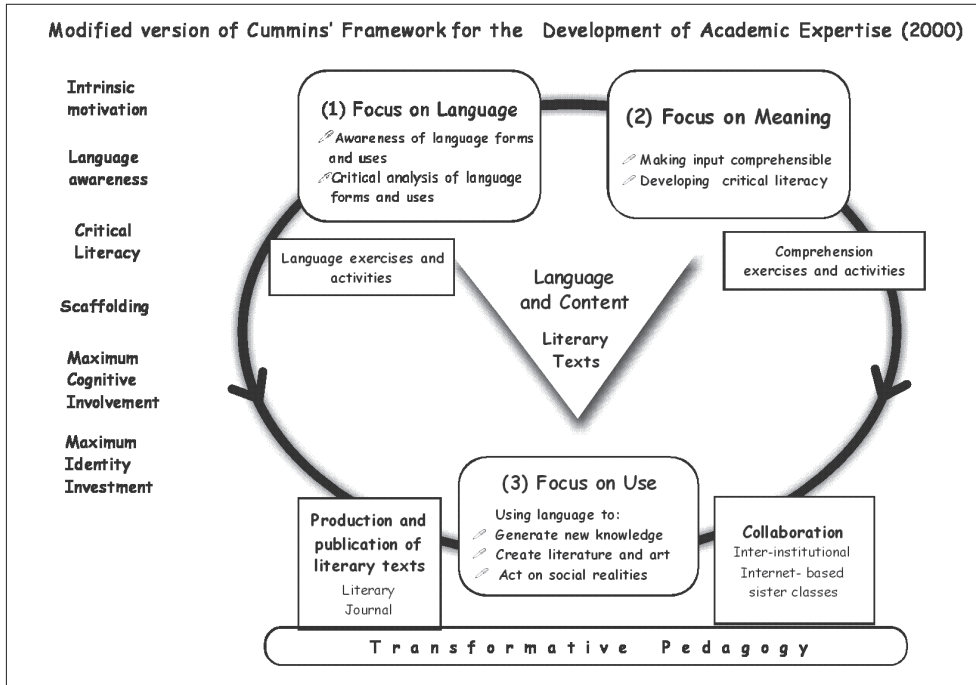 Modified version of Cummins' Framework for the Development of Academic Expertise (2000)
Intrinsic
motivation
Language
awareness
Critical
Literacy
Scaffolding
Maximum
Cognitive
Involvement
Maximum
Identity
Investment
(1) Focus on Language
Awareness of language forms
and uses
Critical analysis of language
forms and uses
(2) Focus on Meaning
Making input comprehensible
Developing critical literacy
Language exercises and
activities
Comprehension
exercises and activities
Language
and Content
Literary
Texts
(3) Focus on Use
Using language to:
Generate new knowledge
Create literature and art
Act on social realities
Production and
publication of
literary texts
Literary
Journal
Collaboration
Inter-institutional
Internet- based
sister classes
Transformative Pedagogy